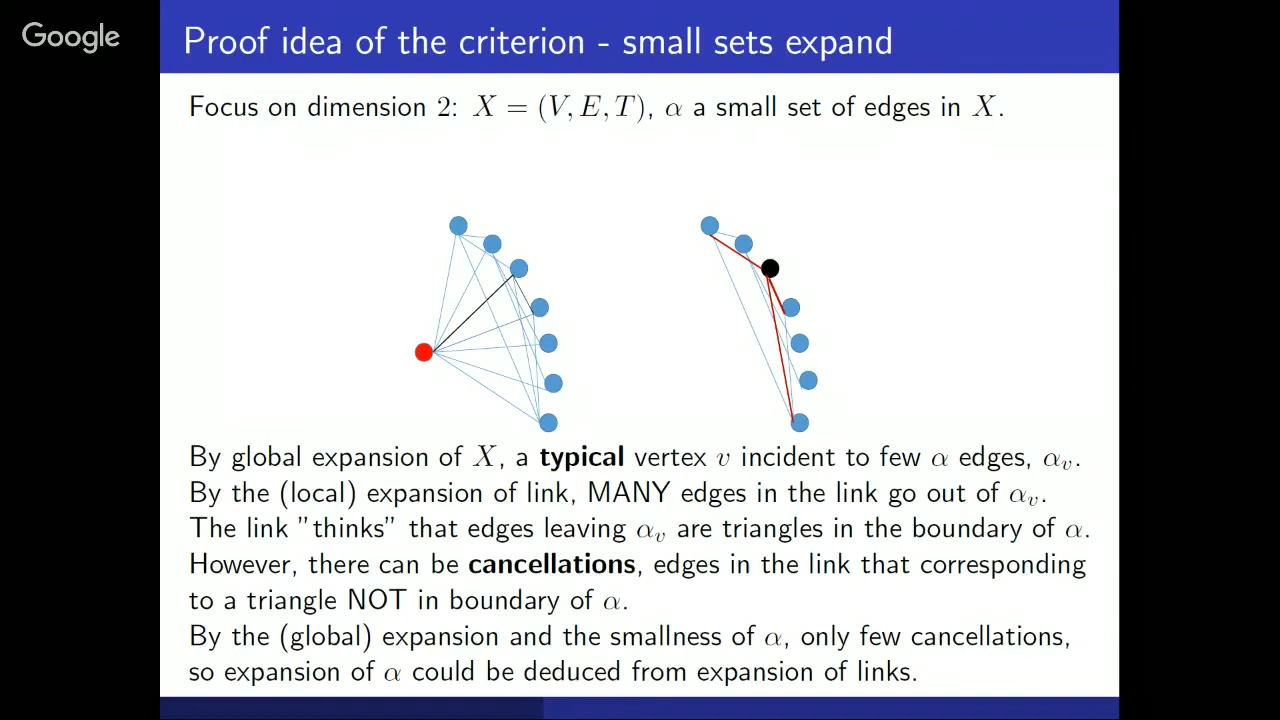 Google
Proof idea of the criterion - small sets expand
Focus on dimension 2: X = (V, E, T), α a small set of edges in X.
By global expansion of X, a typical vertex v incident to few α edges, αᵥ.
By the (local) expansion of link, MANY edges in the link go out of αᵥ.
The link "thinks" that edges leaving αᵥ are triangles in the boundary of α.
However, there can be cancellations, edges in the link that corresponding
to a triangle NOT in boundary of α.
By the (global) expansion and the smallness of α, only few cancellations,
so expansion of α could be deduced from expansion of links.